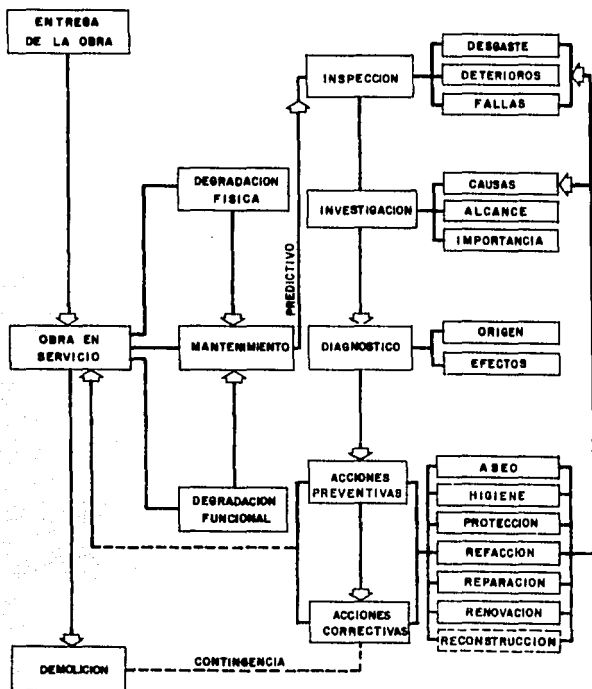 ENTREGA
DE LA OBRA
INSPECCION
DESGASTE
DETERIOROS
FALLAS
DEGRADACION
FISICA
INVESTIGACION
CAUSAS
ALCANCE
IMPORTANCIA
PREDICTIVO
OBRA EN
SERVICIO
MANTENIMIENTO
DIAGNOSTICO
ORIGEN
EFECTOS
DEGRADACION
FUNCIONAL
ACCIONES
PREVENTIVAS
ASEO
HIGIENE
PROTECCION
REFACCION
REPARACION
RENOVACION
RECONSTRUCCION
ACCIONES
CORRECTIVAS
DEMOLICION
CONTINGENCIA